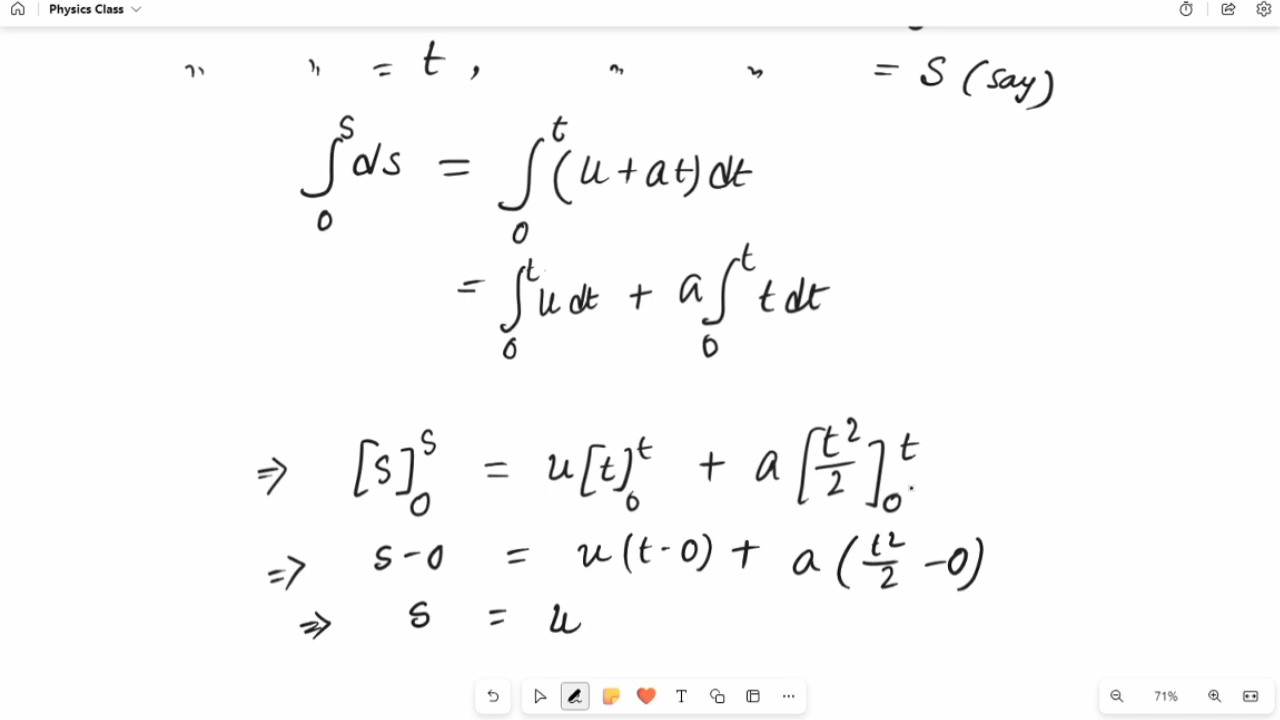 Physics Class
" " = t, " " = S (say)
∫₀ˢ ds = ∫₀ᵗ (u + at) dt
= ∫₀ᵗ u dt + a ∫₀ᵗ t dt
⇒ [s]₀ˢ = u[t]₀ᵗ + a[t²/2]₀ᵗ
⇒ s - 0 = u(t - 0) + a(t²/2 - 0)
⇒ s = u
T 71%